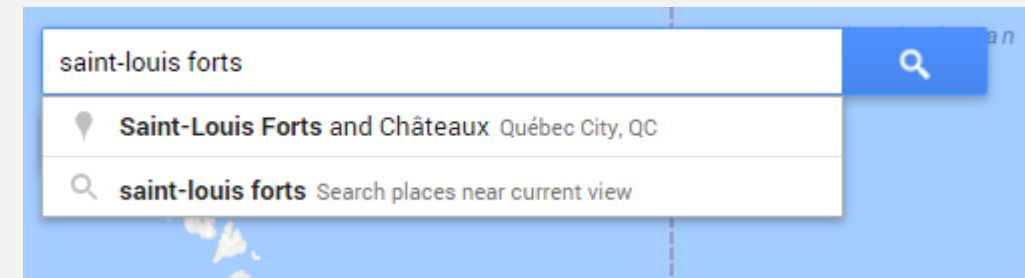 saint-louis forts
Saint-Louis Forts and Châteaux Québec City, QC
saint-louis forts Search places near current view